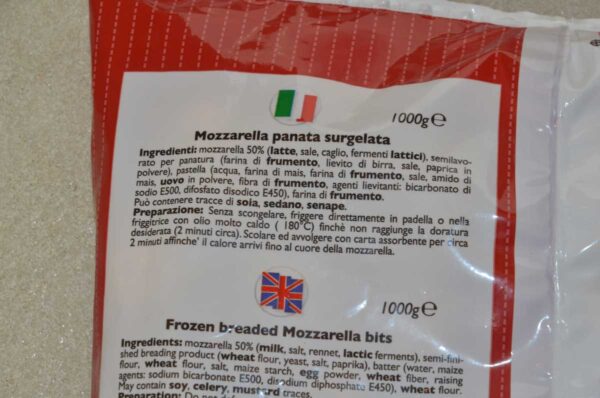 1000g℮
Mozzarella panata surgelata
Ingredienti: mozzarella 50% (latte, sale, caglio, fermenti lattici), semilavo-
rato per panatura (farina di frumento, lievito di birra, sale, paprica in
polvere), pastella (acqua, farina di mais, farina di frumento, sale, amido di
mais, uovo in polvere, fibra di frumento, agenti lievitanti: bicarbonato di
sodio E500, difosfato disodico E450), farina di frumento.
Può contenere tracce di soia, sedano, senape.
Preparazione: Senza scongelare, friggere direttamente in padella o nella
friggitrice con olio molto caldo ( 180°C) finchè non raggiunge la doratura
desiderata (2 minuti circa). Scolare ed avvolgere con carta assorbente per circa
2 minuti affinche' il calore arrivi fino al cuore della mozzarella.
1000g℮
Frozen breaded Mozzarella bits
Ingredients: mozzarella 50% (milk, salt, rennet, lactic ferments), semi-fini-
shed breading product (wheat flour, yeast, salt, paprika), batter (water, maize
flour, wheat flour, salt, maize starch, egg powder, wheat fiber, raising
agents: sodium bicarbonate E500, disodium diphosphate E450), wheat flour.
May contain soy, celery, mustard traces.